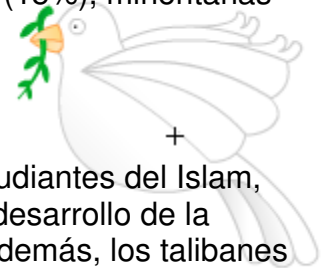 minoritarias
udiantes del Islam,
desarrollo de la
demás, los talibanes